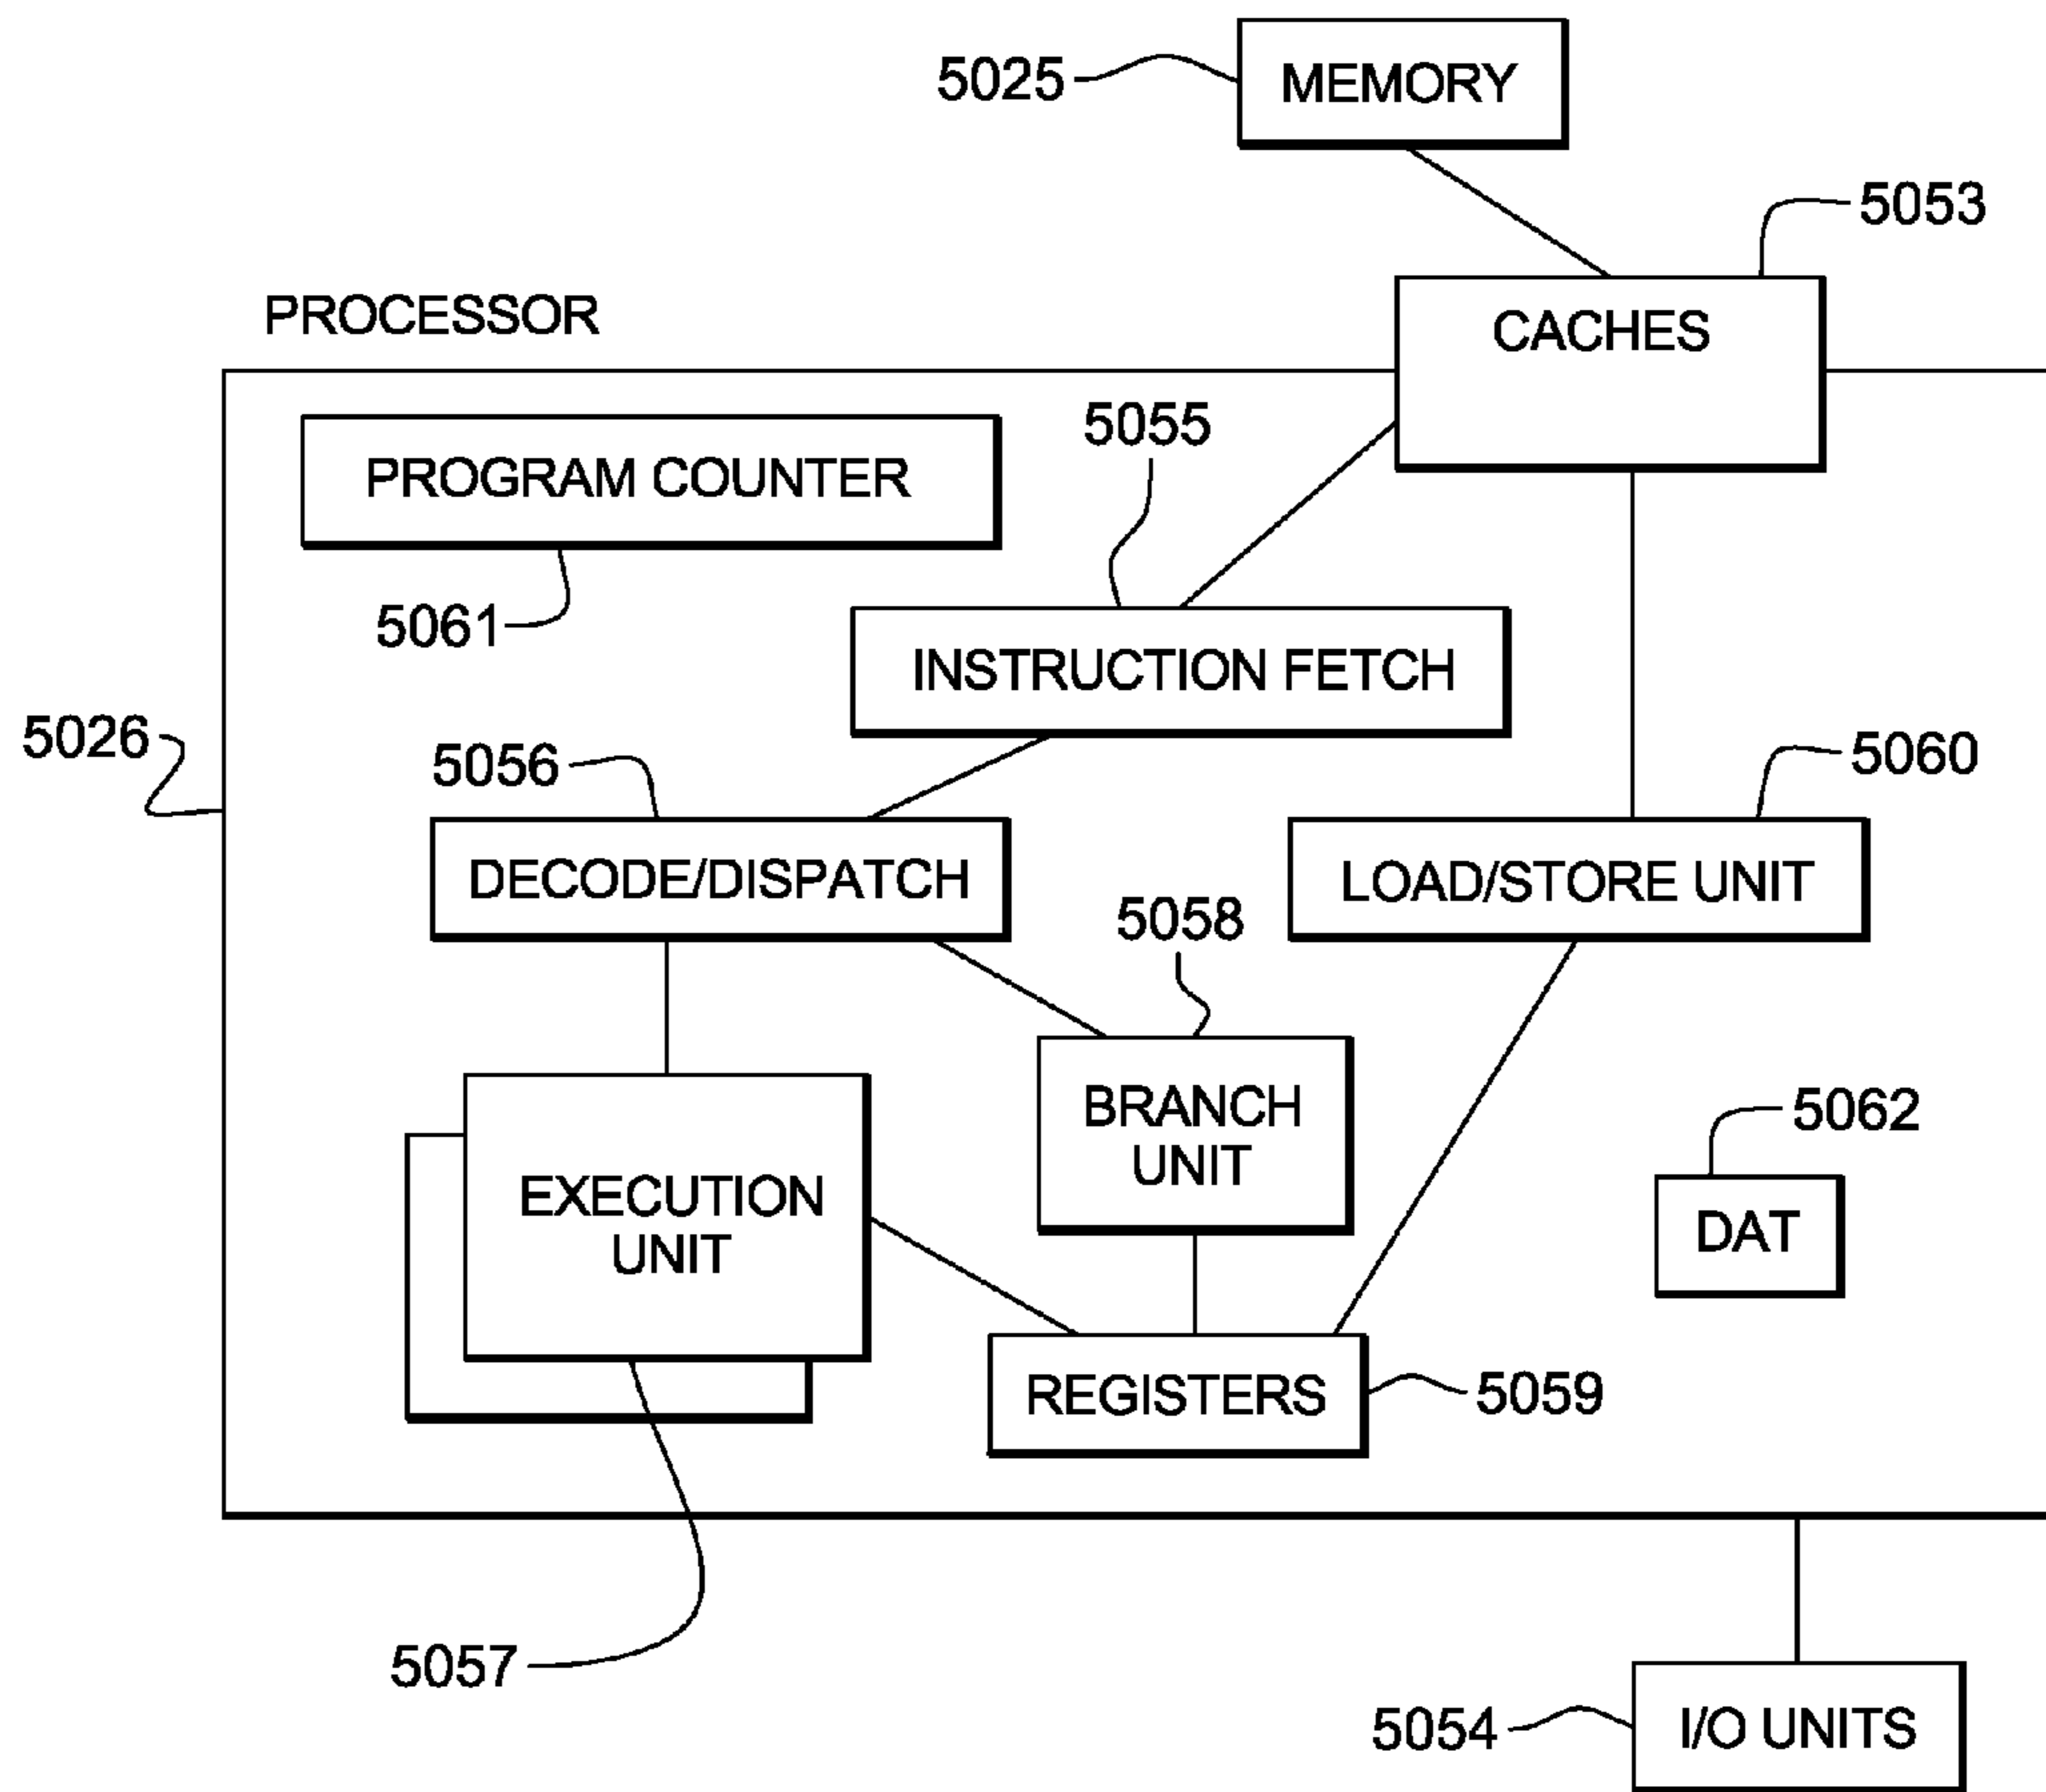 MEMORY
5025
5053
CACHES
PROCESSOR
5055
PROGRAM COUNTER
5061
INSTRUCTION FETCH
5026
5056
5060
DECODE/DISPATCH
LOAD/STORE UNIT
5058
BRANCH
UNIT
5062
EXECUTION
UNIT
DAT
REGISTERS
5059
5057
5054
I/O UNITS